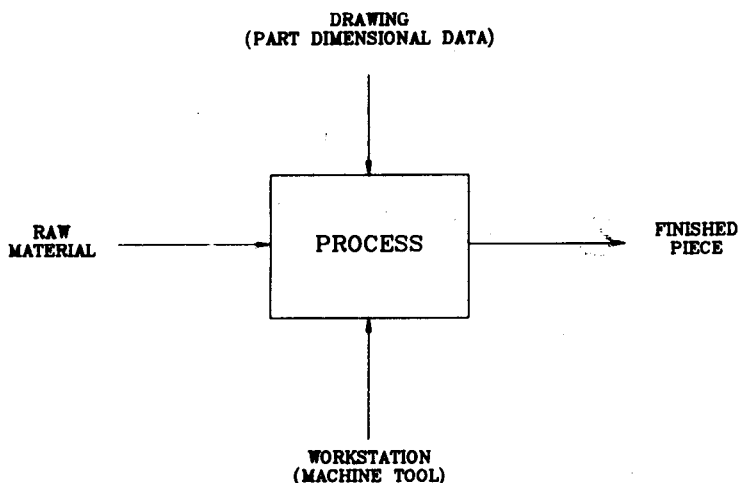 DRAWING
(PART DIMENSIONAL DATA)
RAW
MATERIAL
PROCESS
FINISHED
PIECE
WORKSTATION
(MACHINE TOOL)